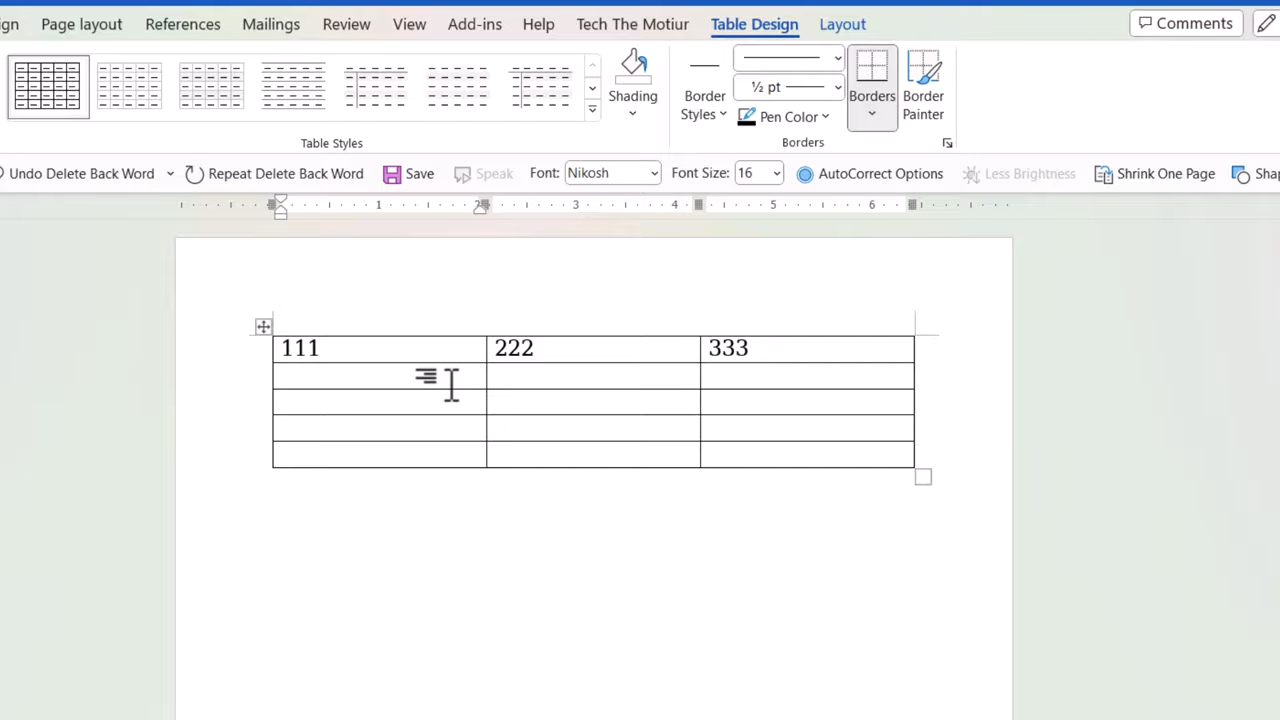 ign Page layout References Mailings Review View Add-ins Help Tech The Motiur Table Design Layout Comments
Shading
Border Styles
½ pt
Pen Color
Borders
Border Painter
Table Styles
Borders
Undo Delete Back Word Repeat Delete Back Word Save Speak Font: Nikosh Font Size: 16 AutoCorrect Options Less Brightness Shrink One Page Shap
1 2 3 4 5 6
111 222 333